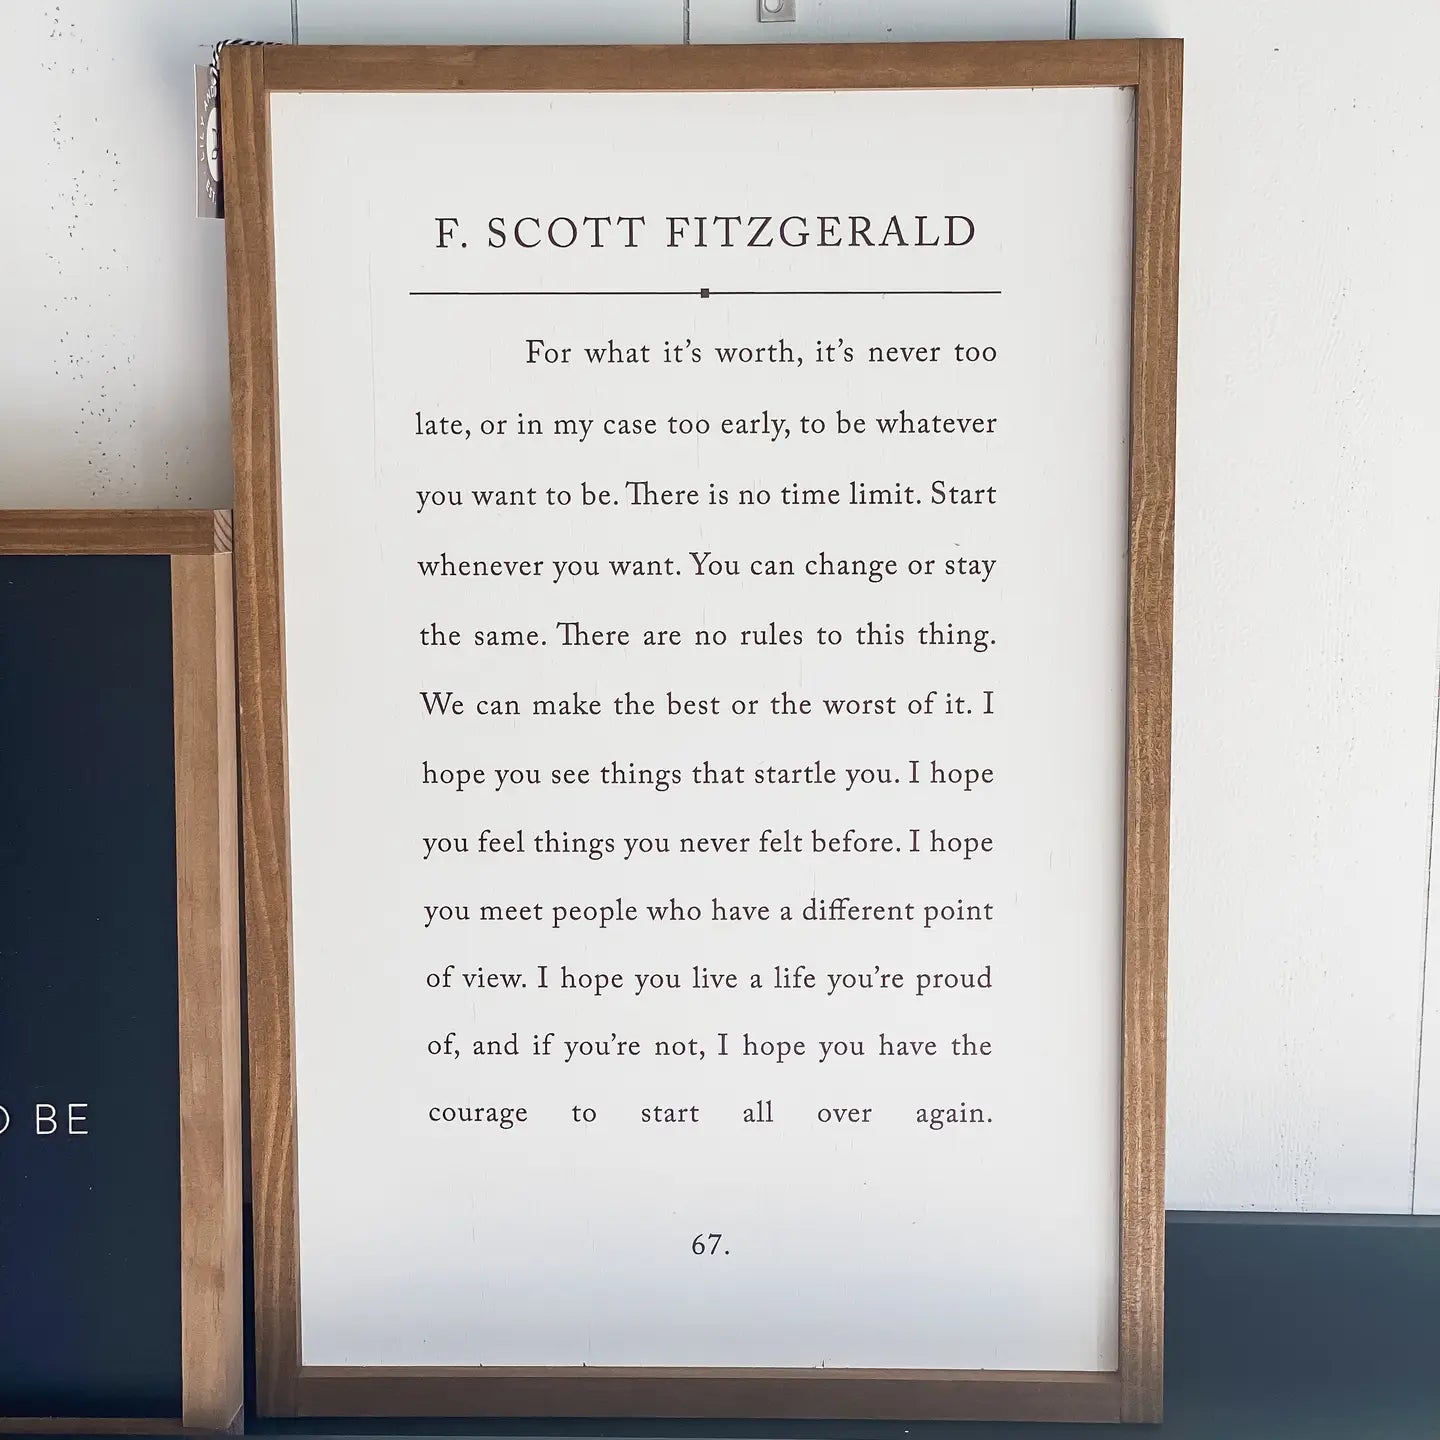 F. SCOTT FITZGERALD
For what it's worth, it's never too
late, or in my case too early, to be whatever
you want to be. There is no time limit. Start
whenever you want. You can change or stay
the same. There are no rules to this thing.
We can make the best or the worst of it. I
hope you see things that startle you. I hope
you feel things you never felt before. I hope
you meet people who have a different point
of view. I hope you live a life you're proud
of, and if you're not, I hope you have the
courage to start all over again.
67.
BE
LILY AN
EST